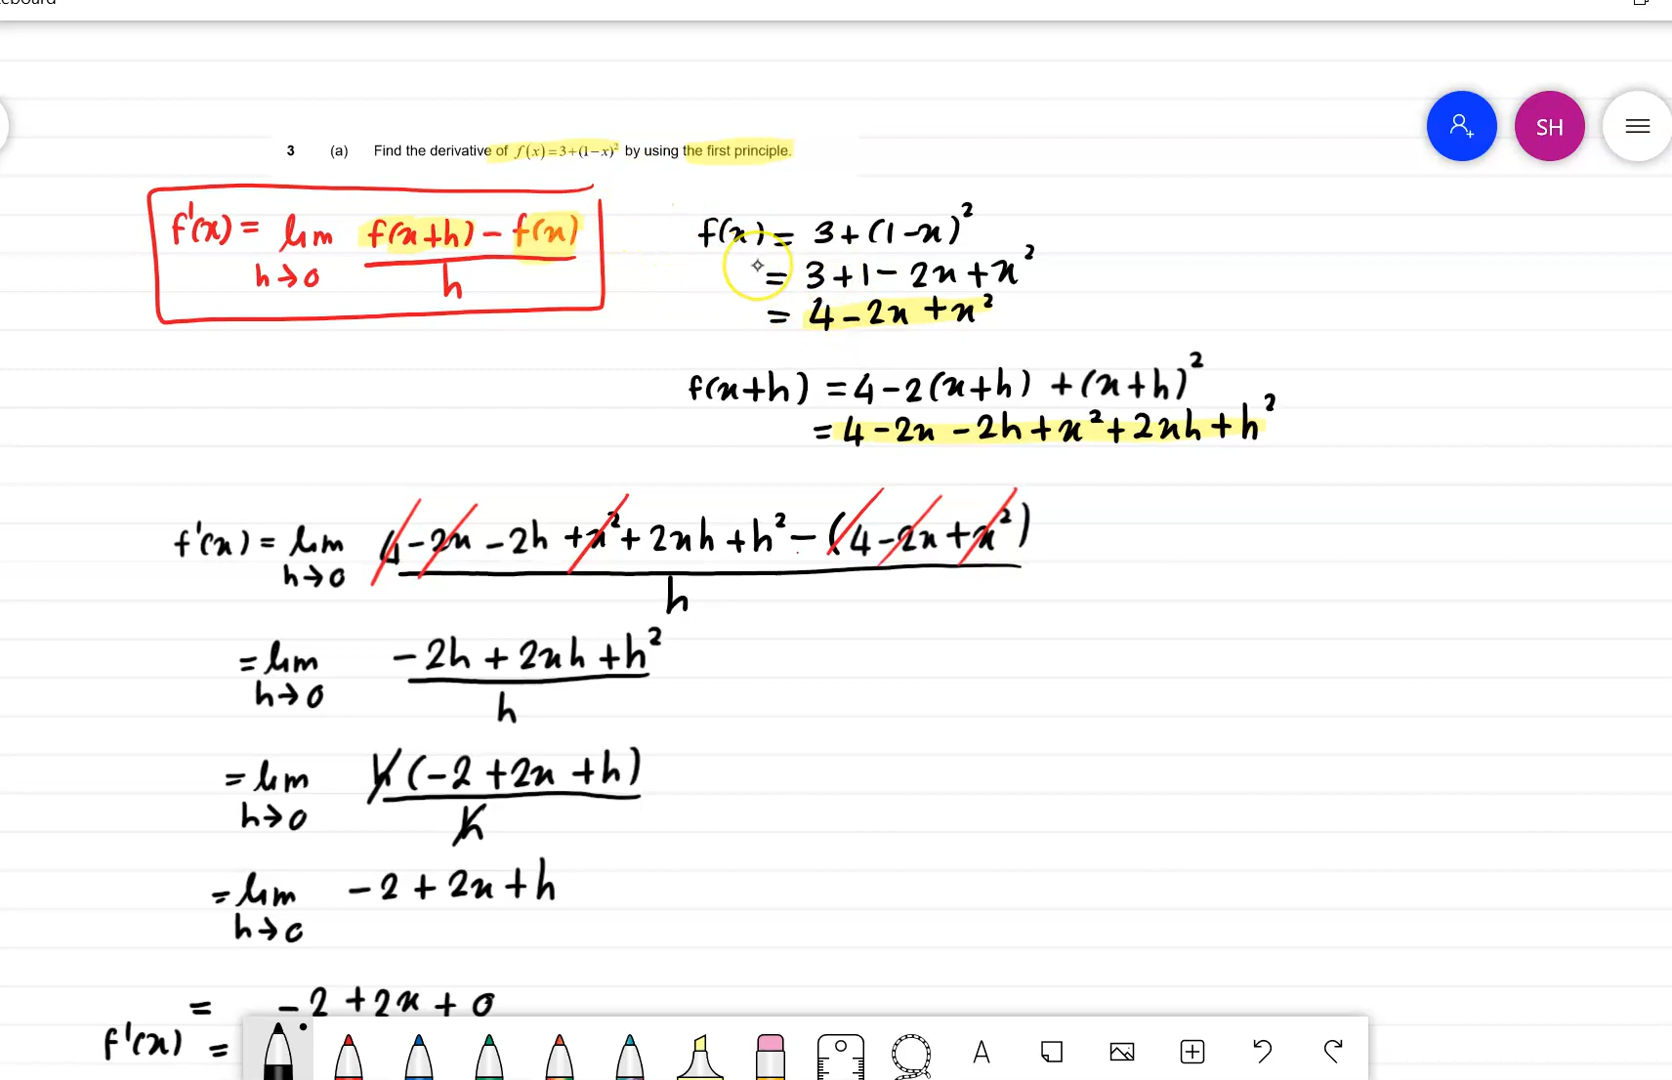 eboard
SH
3 (a) Find the derivative of f(x)=3+(1−x)² by using the first principle.
f'(x) = lim h→0 f(x+h) − f(x) / h
f(x) = 3+(1−x)²
= 3+1−2x+x²
= 4−2x+x²
f(x+h) = 4−2(x+h) +(x+h)²
= 4−2x−2h+x²+2xh+h²
f'(x) = lim h→0 4−2x−2h+x²+2xh+h²−(4−2x+x²) / h
= lim h→0 −2h+2xh+h² / h
= lim h→0 h(−2+2x+h) / h
= lim h→0 −2+2x+h
= −2+2x+0
f'(x) =
A